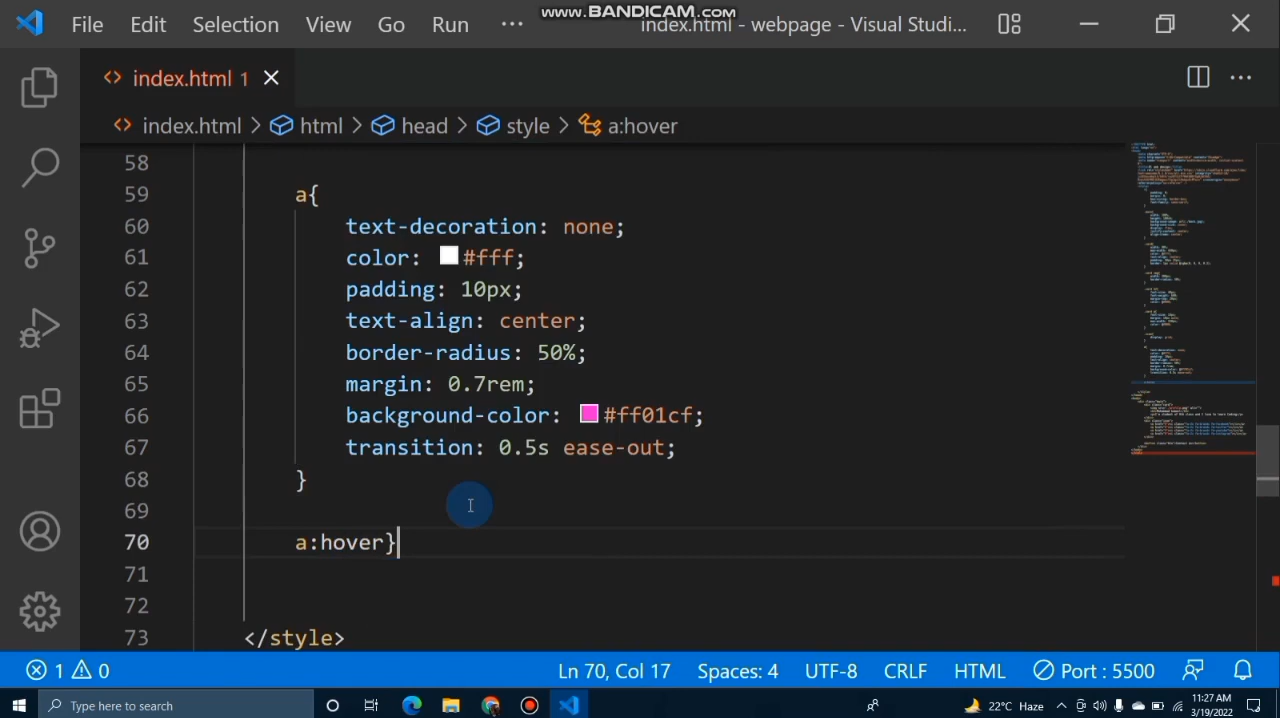 www.BANDICAM.com
File Edit Selection View Go Run ··· index.html - webpage - Visual Studi...
index.html 1
index.html > html > head > style > a:hover
58
59 a{
60 text-decoration: none;
61 color: #fff;
62 padding: 10px;
63 text-align: center;
64 border-radius: 50%;
65 margin: 0.7rem;
66 background-color: #ff01cf;
67 transition: 0.5s ease-out;
68 }
69
70 a:hover}
71
72
73 </style>
1 0 Ln 70, Col 17 Spaces: 4 UTF-8 CRLF HTML Port : 5500
Type here to search 22°C Haze 11:27 AM
3/19/2022